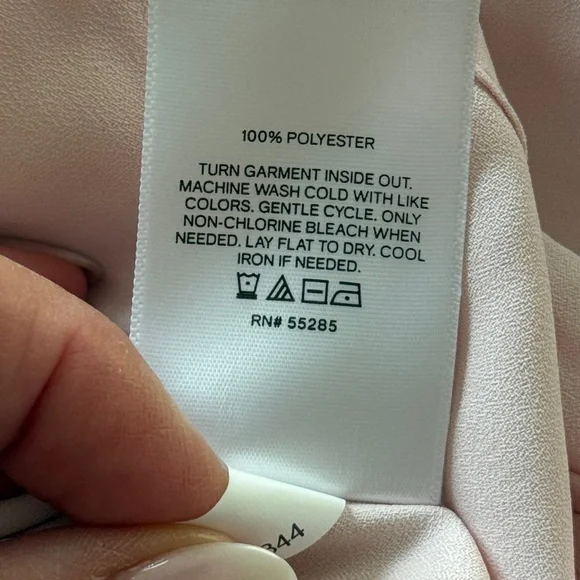 100% POLYESTER
TURN GARMENT INSIDE OUT.
MACHINE WASH COLD WITH LIKE
COLORS. GENTLE CYCLE. ONLY
NON-CHLORINE BLEACH WHEN
NEEDED. LAY FLAT TO DRY. COOL
IRON IF NEEDED.
RN# 55285
344